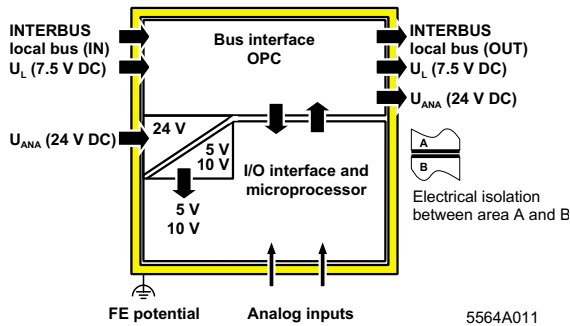 INTERBUS
local bus (IN)
U_L (7.5 V DC)
Bus interface
OPC
INTERBUS
local bus (OUT)
U_L (7.5 V DC)
U_ANA (24 V DC)
U_ANA (24 V DC)
24 V
5 V
10 V
5 V
10 V
I/O interface and
microprocessor
A
B
Electrical isolation
between area A and B
FE potential
Analog inputs
5564A011